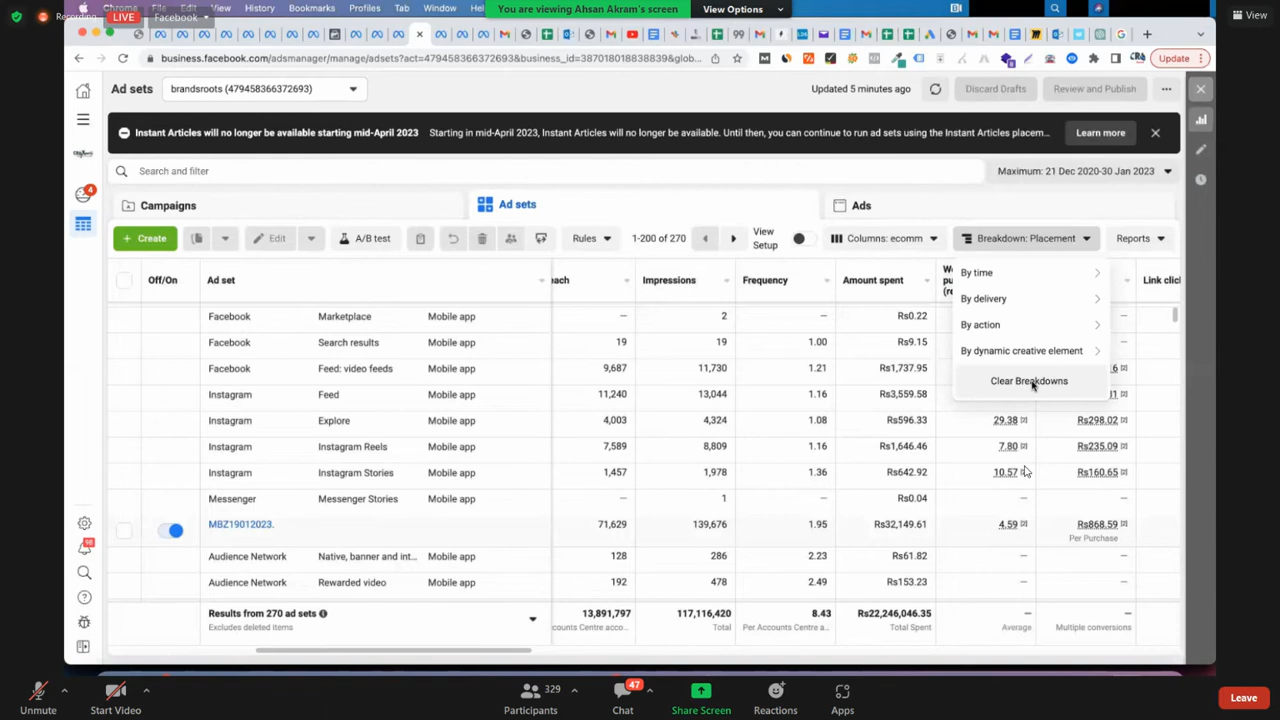 Chrome File Edit View History Bookmarks Profiles Tab Window Help
You are viewing Ahsan Akram's screen View Options
Recording LIVE Facebook View
business.facebook.com/adsmanager/manage/adsets?act=479458366372693&business_id=387018018838839&glob... Update
Ad sets brandsroots (479458366372693) Updated 5 minutes ago Discard Drafts Review and Publish
Instant Articles will no longer be available starting mid-April 2023 Starting in mid-April 2023, Instant Articles will no longer be available. Until then, you can continue to run ad sets using the Instant Articles placem... Learn more
Search and filter Maximum: 21 Dec 2020-30 Jan 2023
4
Campaigns Ad sets Ads
Create Edit A/B test Rules 1-200 of 270 View Setup Columns: ecomm Breakdown: Placement Reports
Off/On Ad set each Impressions Frequency Amount spent Link click
By time
By delivery
By action
By dynamic creative element
Clear Breakdowns
Facebook Marketplace Mobile app — 2 — Rs0.22 —
Facebook Search results Mobile app 19 19 1.00 Rs9.15 —
Facebook Feed: video feeds Mobile app 9,687 11,730 1.21 Rs1,737.95 6 [2]
Instagram Feed Mobile app 11,240 13,044 1.16 Rs3,559.58 [2]
Instagram Explore Mobile app 4,003 4,324 1.08 Rs596.33 29.38 [2] Rs298.02 [2]
Instagram Instagram Reels Mobile app 7,589 8,809 1.16 Rs1,646.46 7.80 [2] Rs235.09 [2]
Instagram Instagram Stories Mobile app 1,457 1,978 1.36 Rs642.92 10.57 Rs160.65 [2]
Messenger Messenger Stories Mobile app — 1 — Rs0.04 — —
MBZ19012023. 71,629 139,676 1.95 Rs32,149.61 4.59 [2] Rs868.59 [2]
Per Purchase
Audience Network Native, banner and int... Mobile app 128 286 2.23 Rs61.82 — —
Audience Network Rewarded video Mobile app 192 478 2.49 Rs153.23 — —
98
Results from 270 ad sets 13,891,797 117,116,420 8.43 Rs22,246,046.35 — —
Excludes deleted items counts Centre acco... Total Per Accounts Centre a... Total Spent Average Multiple conversions
Unmute Start Video Participants 329 Chat 47 Share Screen Reactions Apps Leave